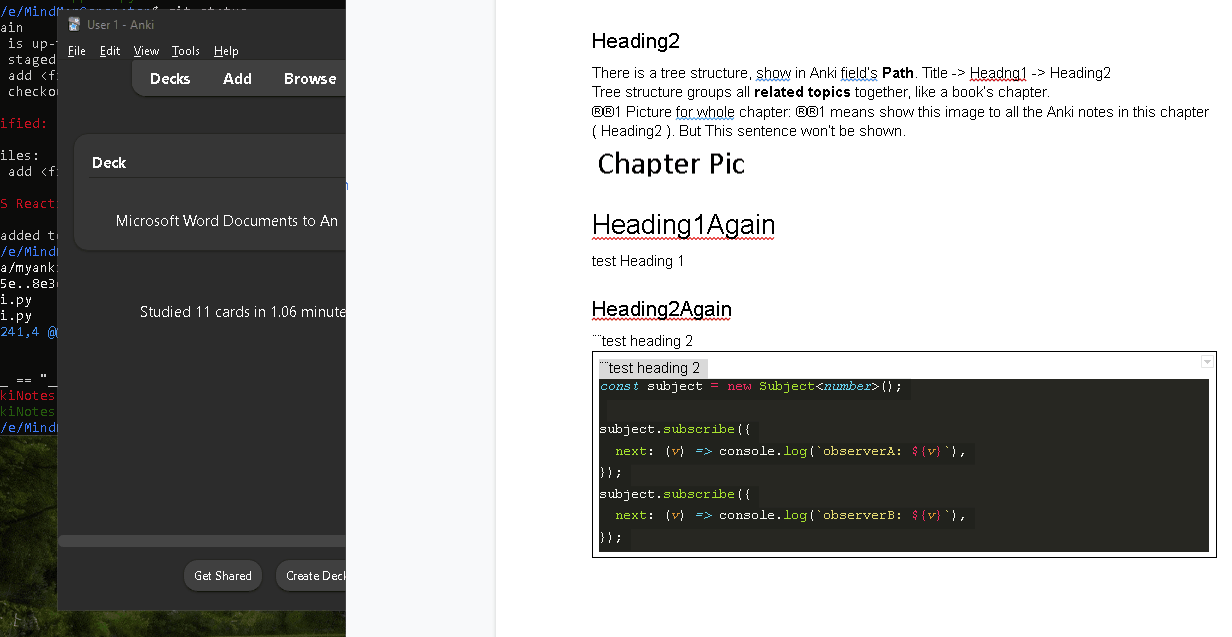 /e/Mind
ain
is up-
staged
add <f
checko
ified:
iles:
add <f
S React
added t
/e/Mind
a/myank
5e..8e3
i.py
i.py
241,4 @@
_ == "_
kiNotes
kiNotes
/e/Mind
User 1 - Anki
File Edit View Tools Help
Decks Add Browse
Deck
Microsoft Word Documents to An
Studied 11 cards in 1.06 minute
Get Shared Create Deck
Heading2
There is a tree structure, show in Anki field's Path. Title -> Headng1 -> Heading2
Tree structure groups all related topics together, like a book's chapter.
®®1 Picture for whole chapter: ®®1 means show this image to all the Anki notes in this chapter
( Heading2 ). But This sentence won't be shown.
Chapter Pic
Heading1Again
test Heading 1
Heading2Again
```test heading 2
```test heading 2
const subject = new Subject<number>();
subject.subscribe({
next: (v) => console.log(`observerA: ${v}`),
});
subject.subscribe({
next: (v) => console.log(`observerB: ${v}`),
});